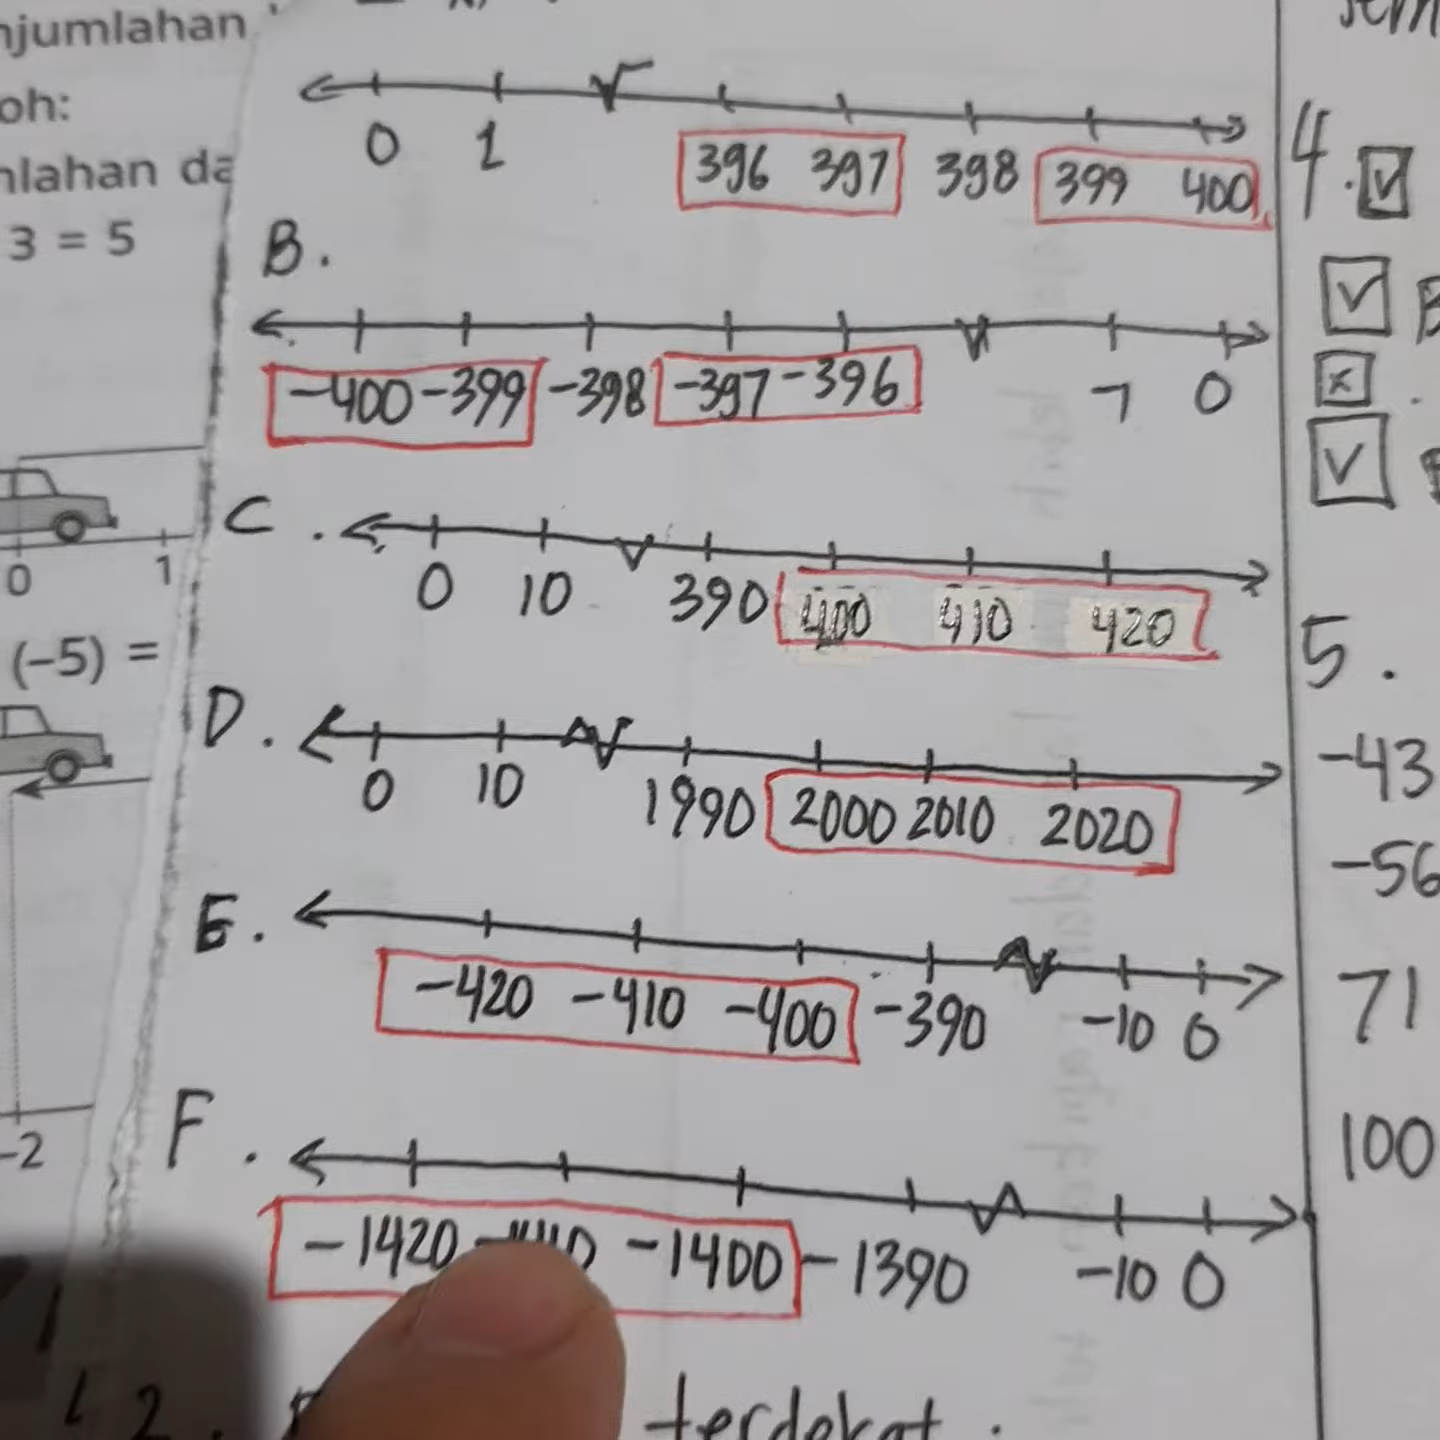 njumlahan
oh:
nlahan da
3 = 5
0 1
(-5) =
-2
0 1 396 397 398 399 400
B.
-400 -399 -398 -397 -396 -1 0
C.
0 10 390 400 410 420
D.
0 10 1990 2000 2010 2020
E.
-420 -410 -400 -390 -10 0
F.
-1420 -1400 -1390 -10 0
2.
terdekat.
4.
5.
-43
-56
71
100